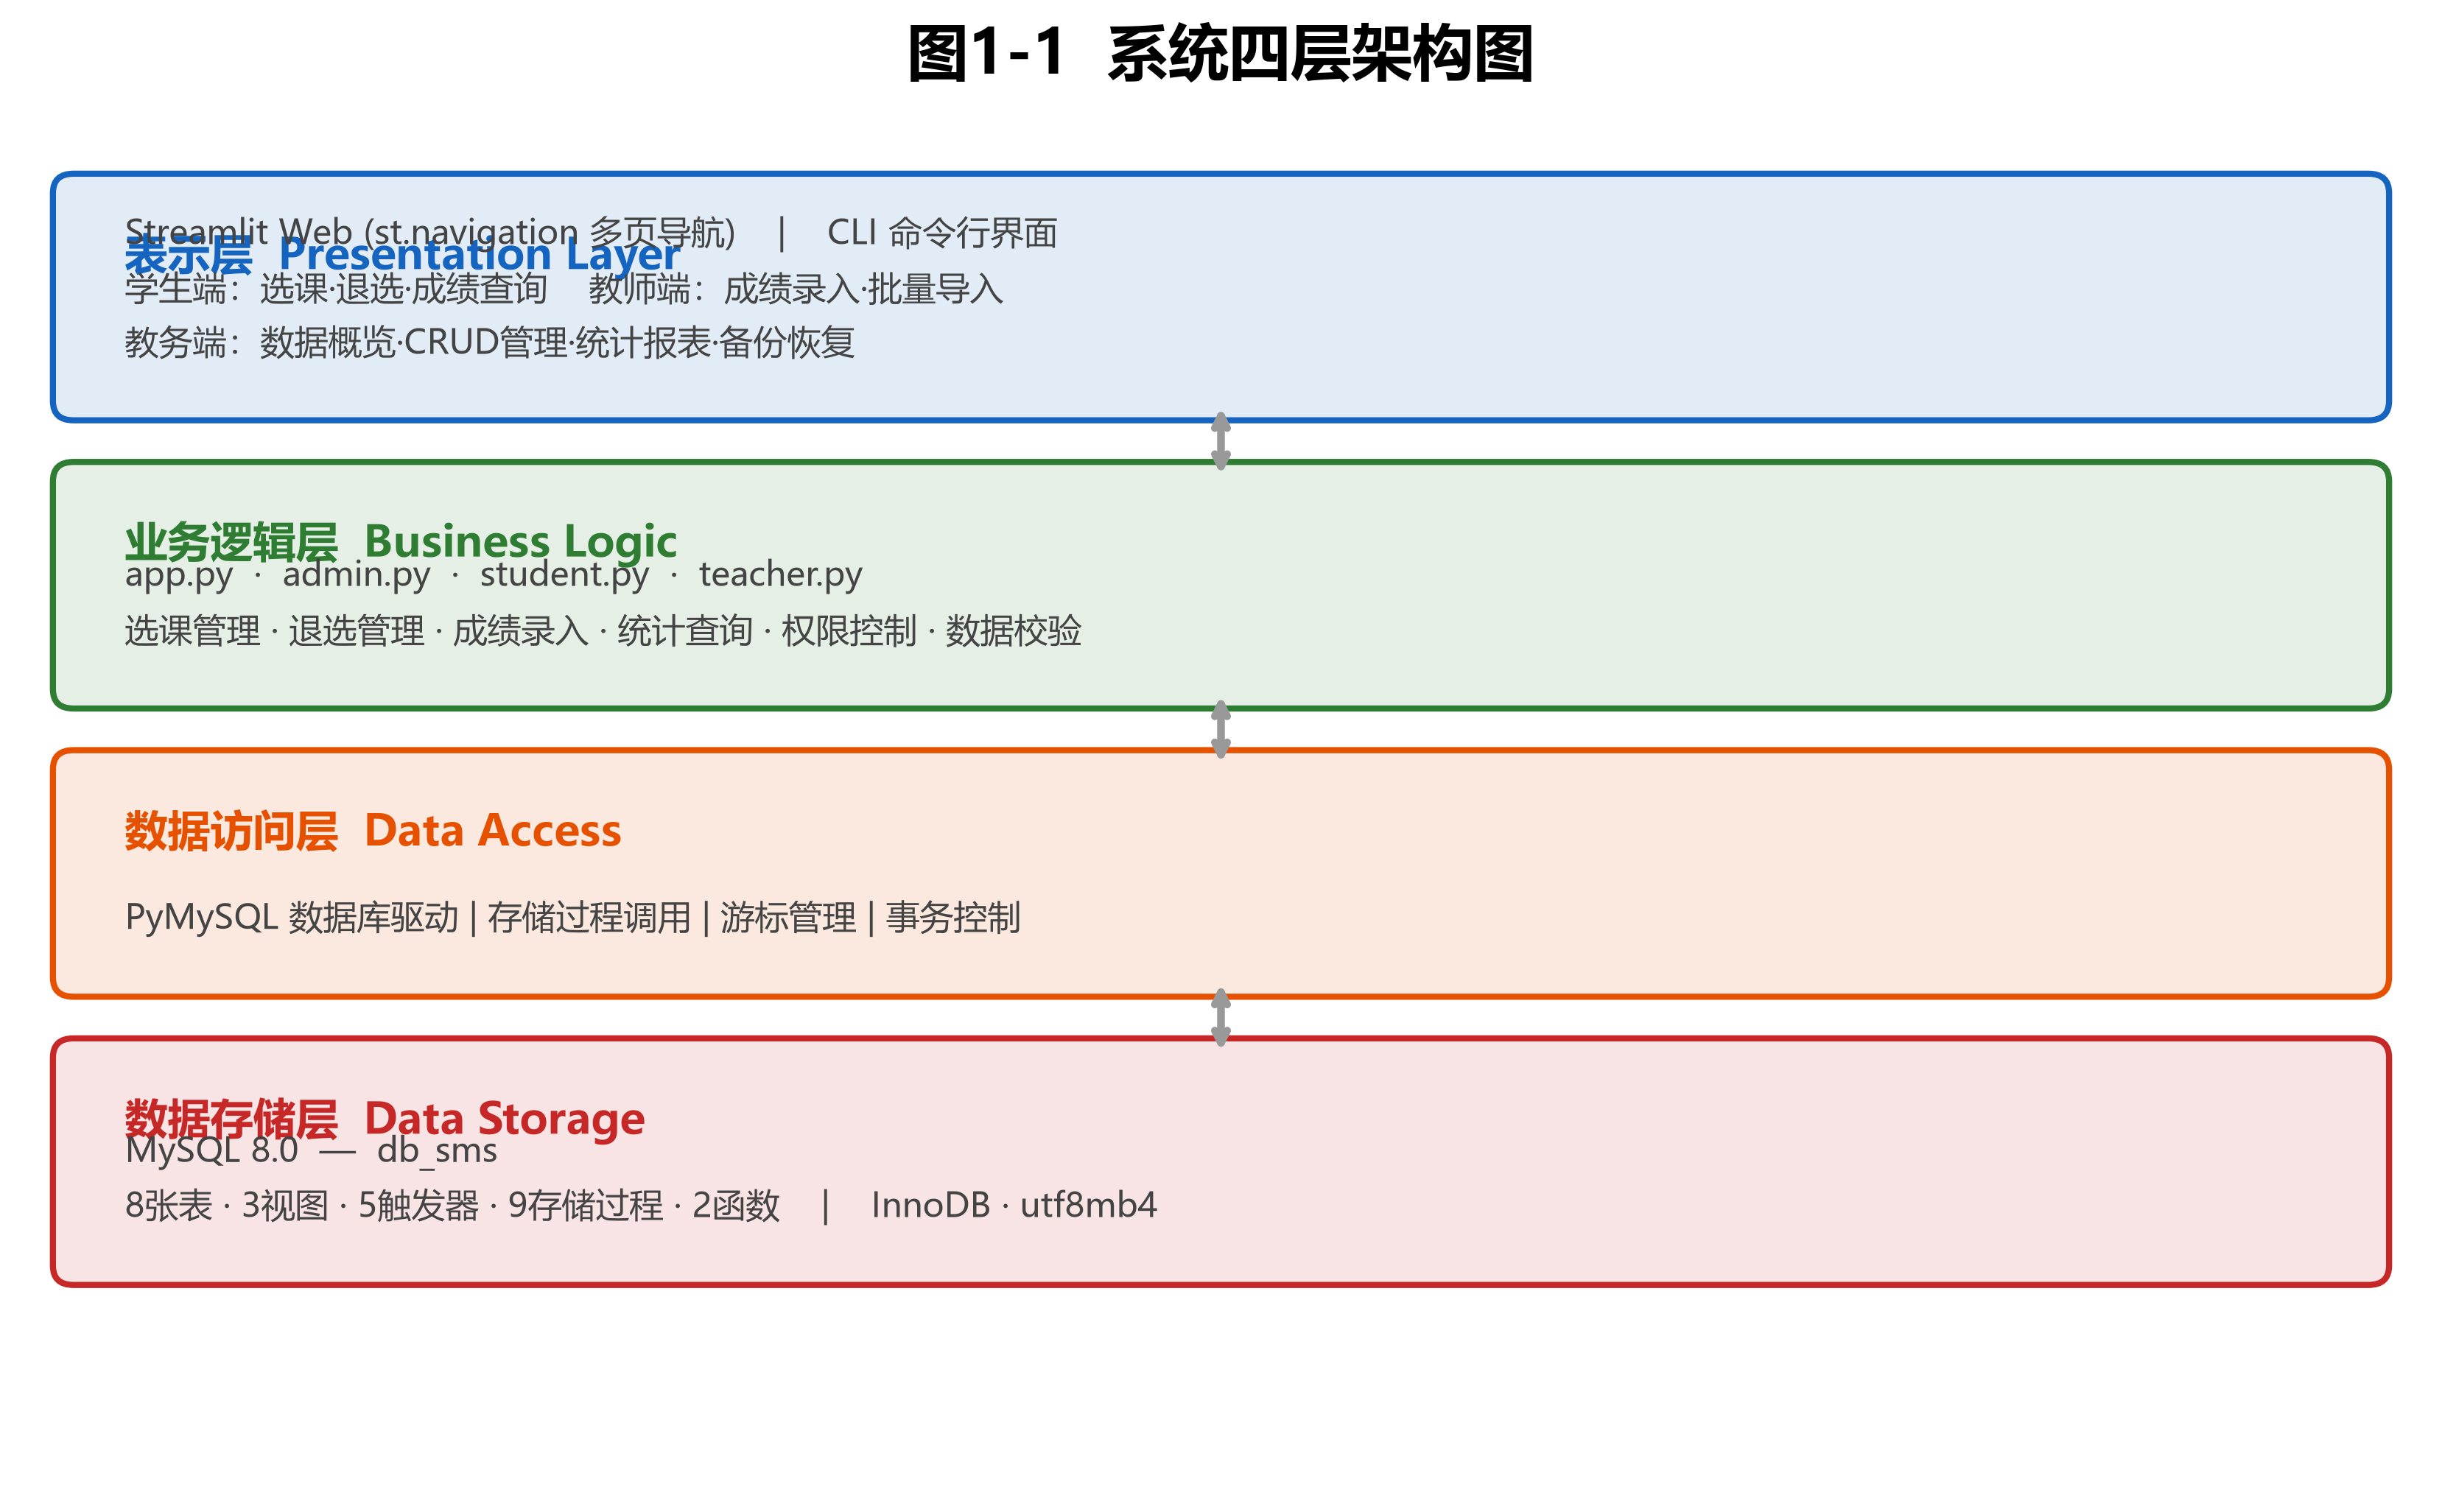 图1-1 系统四层架构图
Streamlit Web (st.navigation 多页导航) | CLI 命令行界面
表示层 Presentation Layer
学生端：选课·退选·成绩查询 教师端：成绩录入·批量导入
教务端：数据概览·CRUD管理·统计报表·备份恢复
业务逻辑层 Business Logic
app.py · admin.py · student.py · teacher.py
选课管理 · 退选管理 · 成绩录入 · 统计查询 · 权限控制 · 数据校验
数据访问层 Data Access
PyMySQL 数据库驱动 | 存储过程调用 | 游标管理 | 事务控制
数据存储层 Data Storage
MySQL 8.0 — db_sms
8张表 · 3视图 · 5触发器 · 9存储过程 · 2函数 | InnoDB · utf8mb4